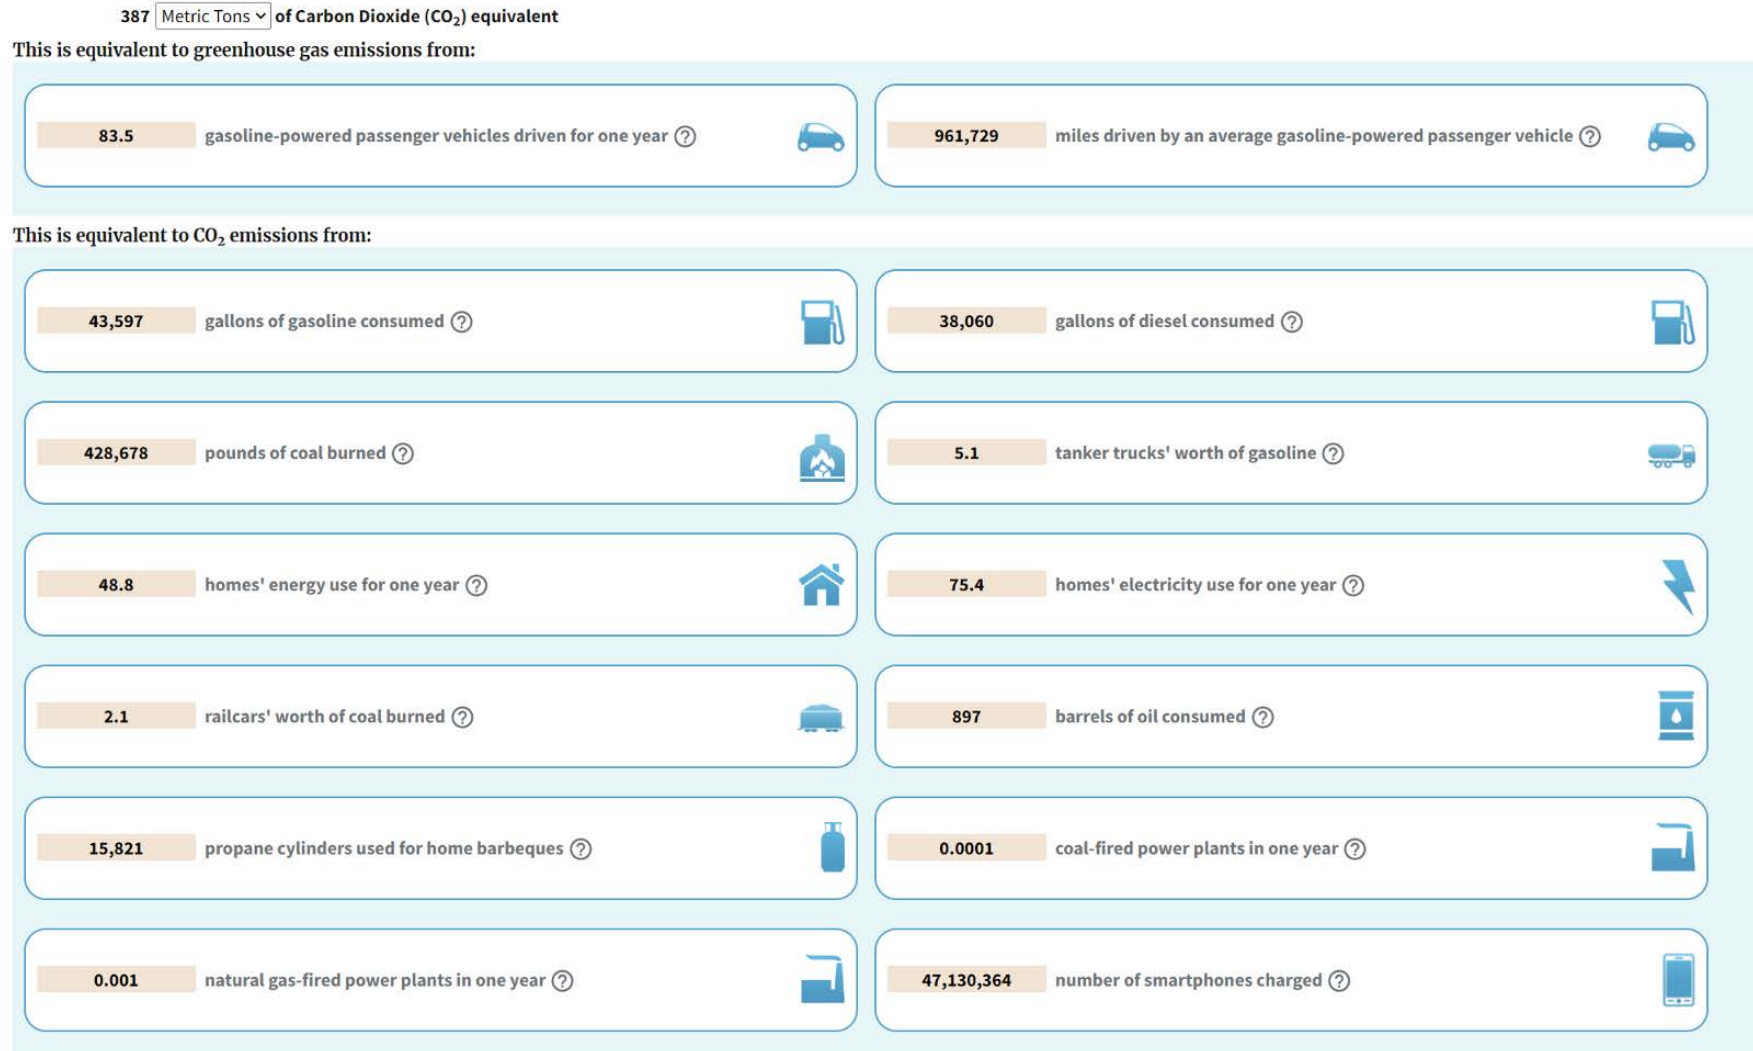 387 Metric Tons of Carbon Dioxide (CO₂) equivalent
This is equivalent to greenhouse gas emissions from:
83.5 gasoline-powered passenger vehicles driven for one year ?
961,729 miles driven by an average gasoline-powered passenger vehicle ?
This is equivalent to CO₂ emissions from:
43,597 gallons of gasoline consumed ?
38,060 gallons of diesel consumed ?
428,678 pounds of coal burned ?
5.1 tanker trucks' worth of gasoline ?
48.8 homes' energy use for one year ?
75.4 homes' electricity use for one year ?
2.1 railcars' worth of coal burned ?
897 barrels of oil consumed ?
15,821 propane cylinders used for home barbeques ?
0.0001 coal-fired power plants in one year ?
0.001 natural gas-fired power plants in one year ?
47,130,364 number of smartphones charged ?